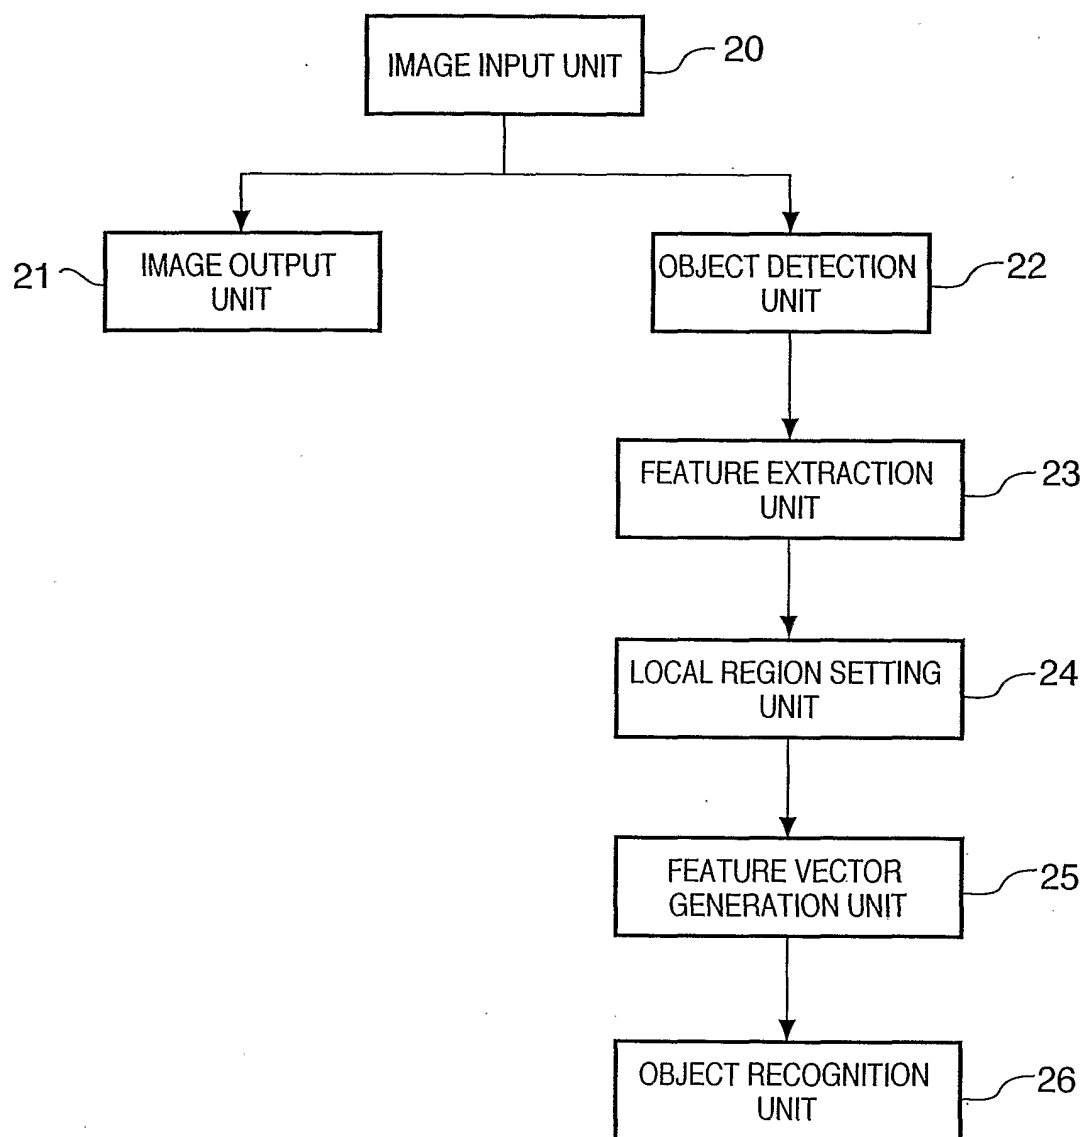 IMAGE INPUT UNIT
20
IMAGE OUTPUT
UNIT
21
OBJECT DETECTION
UNIT
22
FEATURE EXTRACTION
UNIT
23
LOCAL REGION SETTING
UNIT
24
FEATURE VECTOR
GENERATION UNIT
25
OBJECT RECOGNITION
UNIT
26